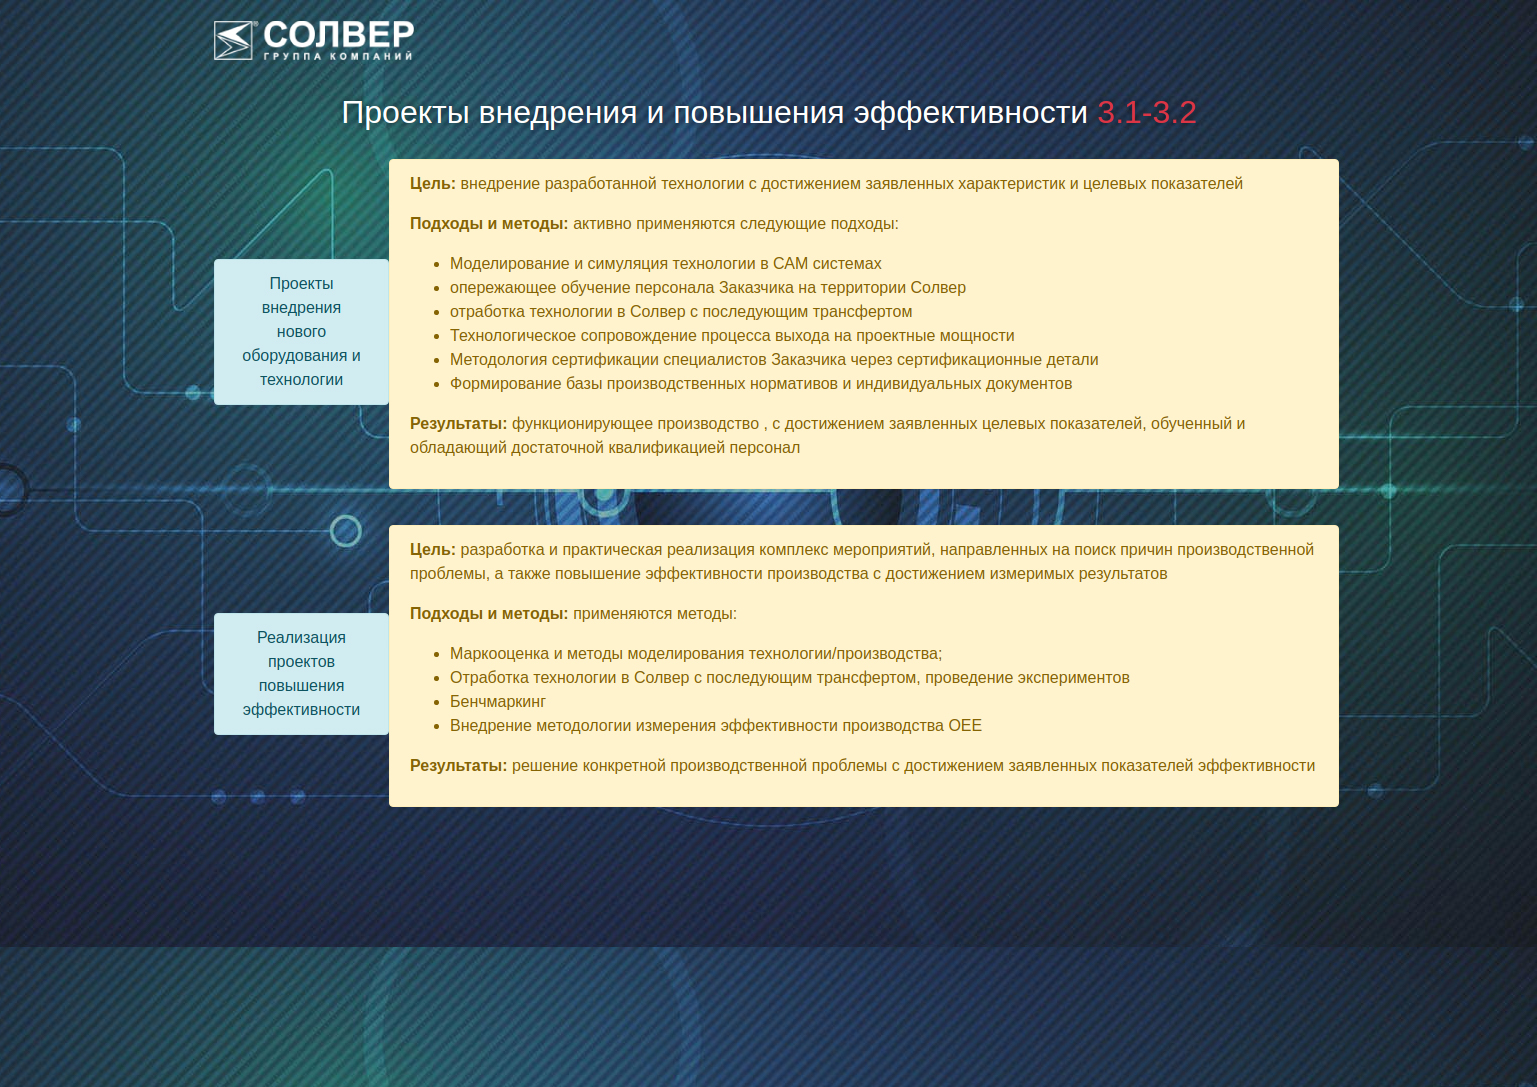 СОЛВЕР®
ГРУППА КОМПАНИЙ
Проекты внедрения и повышения эффективности 3.1-3.2
Проекты
внедрения
нового
оборудования и
технологии
Цель: внедрение разработанной технологии с достижением заявленных характеристик и целевых показателей
Подходы и методы: активно применяются следующие подходы:
• Моделирование и симуляция технологии в САМ системах
• опережающее обучение персонала Заказчика на территории Солвер
• отработка технологии в Солвер с последующим трансфертом
• Технологическое сопровождение процесса выхода на проектные мощности
• Методология сертификации специалистов Заказчика через сертификационные детали
• Формирование базы производственных нормативов и индивидуальных документов
Результаты: функционирующее производство , с достижением заявленных целевых показателей, обученный и
обладающий достаточной квалификацией персонал
Реализация
проектов
повышения
эффективности
Цель: разработка и практическая реализация комплекс мероприятий, направленных на поиск причин производственной
проблемы, а также повышение эффективности производства с достижением измеримых результатов
Подходы и методы: применяются методы:
• Маркооценка и методы моделирования технологии/производства;
• Отработка технологии в Солвер с последующим трансфертом, проведение экспериментов
• Бенчмаркинг
• Внедрение методологии измерения эффективности производства ОЕЕ
Результаты: решение конкретной производственной проблемы с достижением заявленных показателей эффективности